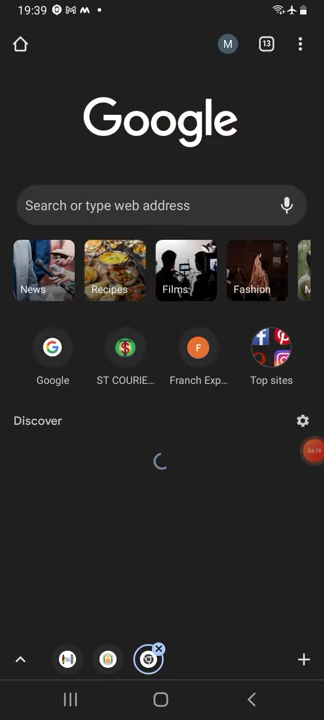 19:39
M
13
Google
Search or type web address
News
Recipes
Films
Fashion
M
$
F
Google
ST COURIE...
Franch Exp...
Top sites
Discover
04:19